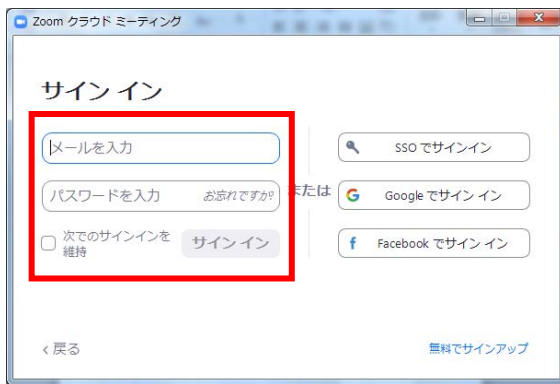 Zoom クラウド ミーティング
サイン イン
メールを入力
パスワードを入力 お忘れですか?
次でのサインインを
維持
サイン イン
または
SSO でサインイン
Google でサイン イン
Facebook でサイン イン
戻る
無料でサインアップ